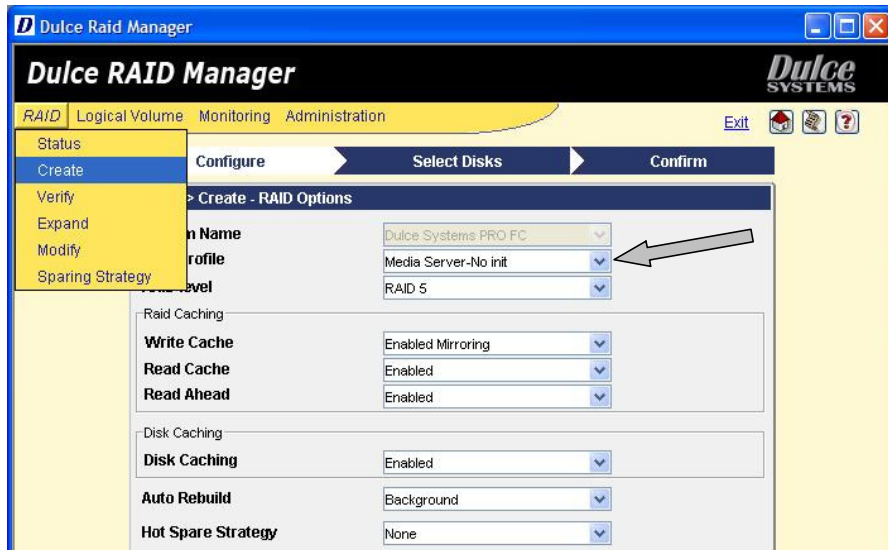 Dulce Raid Manager
Dulce RAID Manager
Dulce
SYSTEMS
RAID Logical Volume Monitoring Administration
Exit
Status
Create
Verify
Expand
Modify
Sparing Strategy
Configure Select Disks Confirm
> Create - RAID Options
Name Dulce Systems PRO FC
Media Server-No init
RAID 5
Raid Caching
Write Cache Enabled Mirroring
Read Cache Enabled
Read Ahead Enabled
Disk Caching
Disk Caching Enabled
Auto Rebuild Background
Hot Spare Strategy None